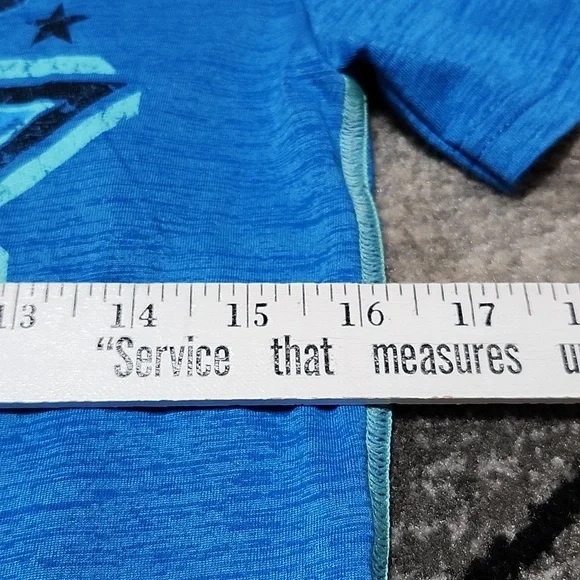 13 14 15 16 17
"Service that measures